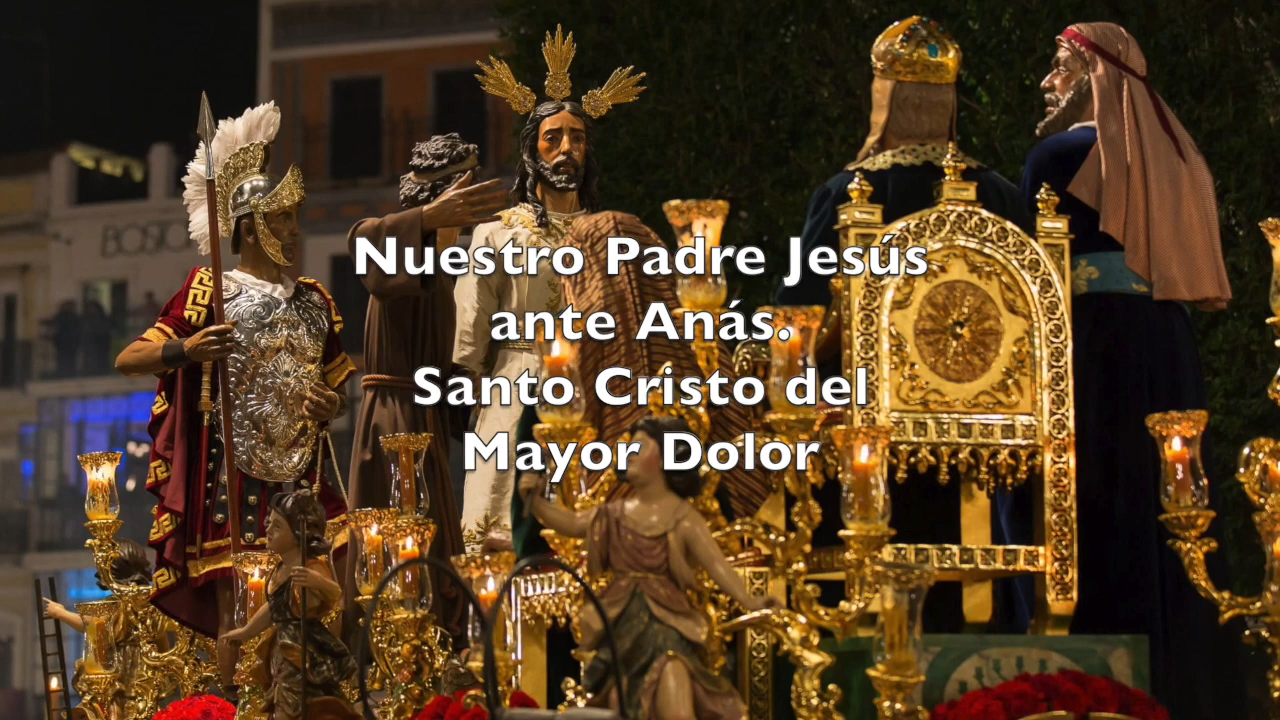 Nuestro Padre Jesús
ante Anás.
Santo Cristo del
Mayor Dolor